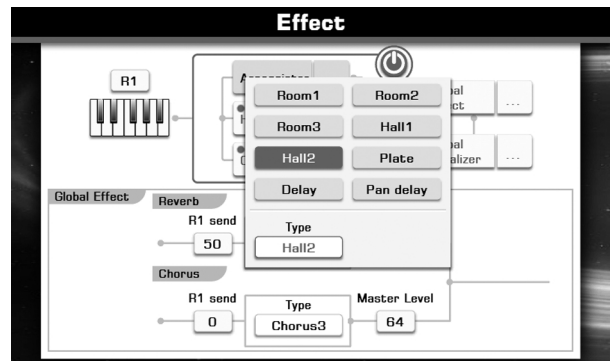 Effect
R1
Room1 Room2
Room3 Hall1
Hall2 Plate
Delay Pan delay
Type
Hall2
...
...
Global Effect
Reverb
R1 send
50
Chorus
R1 send
0
Type
Chorus3
Master Level
64